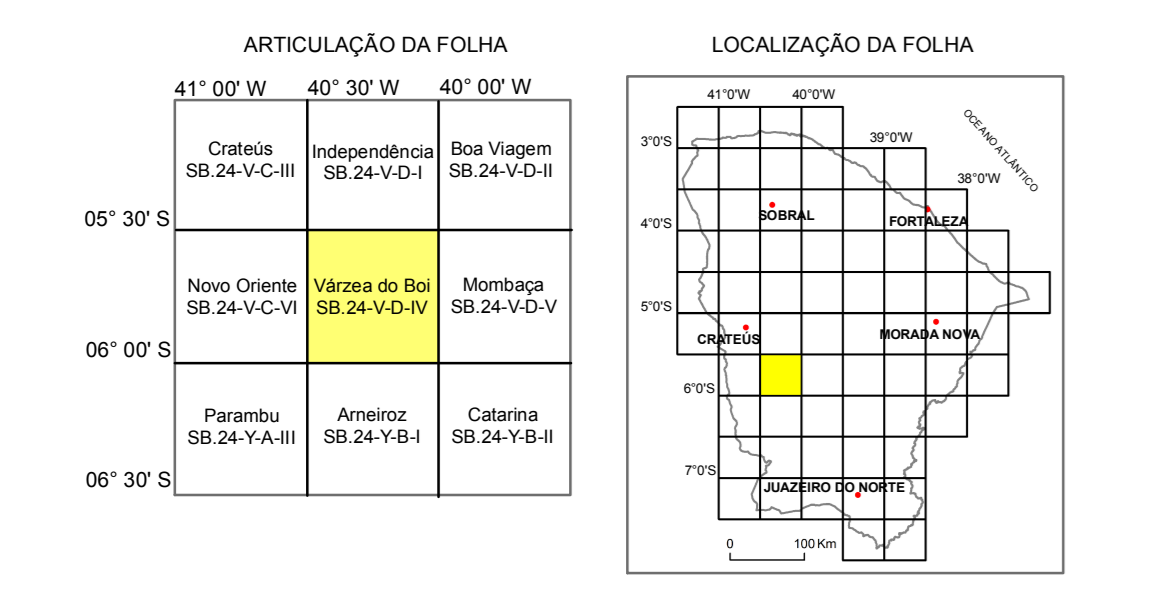 ARTICULAÇÃO DA FOLHA
41° 00' W 40° 30' W 40° 00' W
Crateús
SB.24-V-C-III
Independência
SB.24-V-D-I
Boa Viagem
SB.24-V-D-II
05° 30' S
Novo Oriente
SB.24-V-C-VI
Várzea do Boi
SB.24-V-D-IV
Mombaça
SB.24-V-D-V
06° 00' S
Parambu
SB.24-Y-A-III
Arneiroz
SB.24-Y-B-I
Catarina
SB.24-Y-B-II
06° 30' S
LOCALIZAÇÃO DA FOLHA
41°0'W 40°0'W
OCEANO ATLÂNTICO
3°0'S
39°0'W
38°0'W
SOBRAL
FORTALEZA
4°0'S
5°0'S
CRATEÚS
MORADA NOVA
6°0'S
7°0'S
JUAZEIRO DO NORTE
0 100 Km